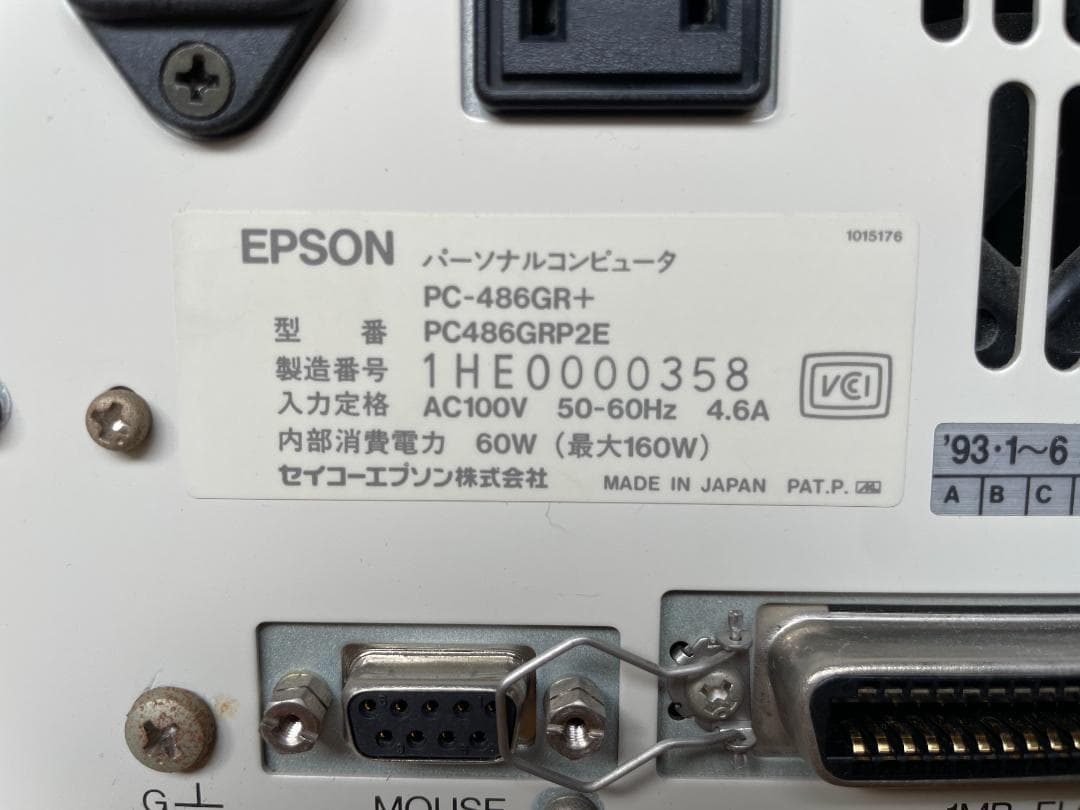 EPSON パーソナルコンピュータ
1015176
PC-486GR+
型 番 PC486GRP2E
製造番号 1HE0000358
入力定格 AC100V 50-60Hz 4.6A
VCCI
内部消費電力 60W (最大160W)
セイコーエプソン株式会社 MADE IN JAPAN PAT.P.
'93・1〜6
A B C
G
MOUSE
1MB